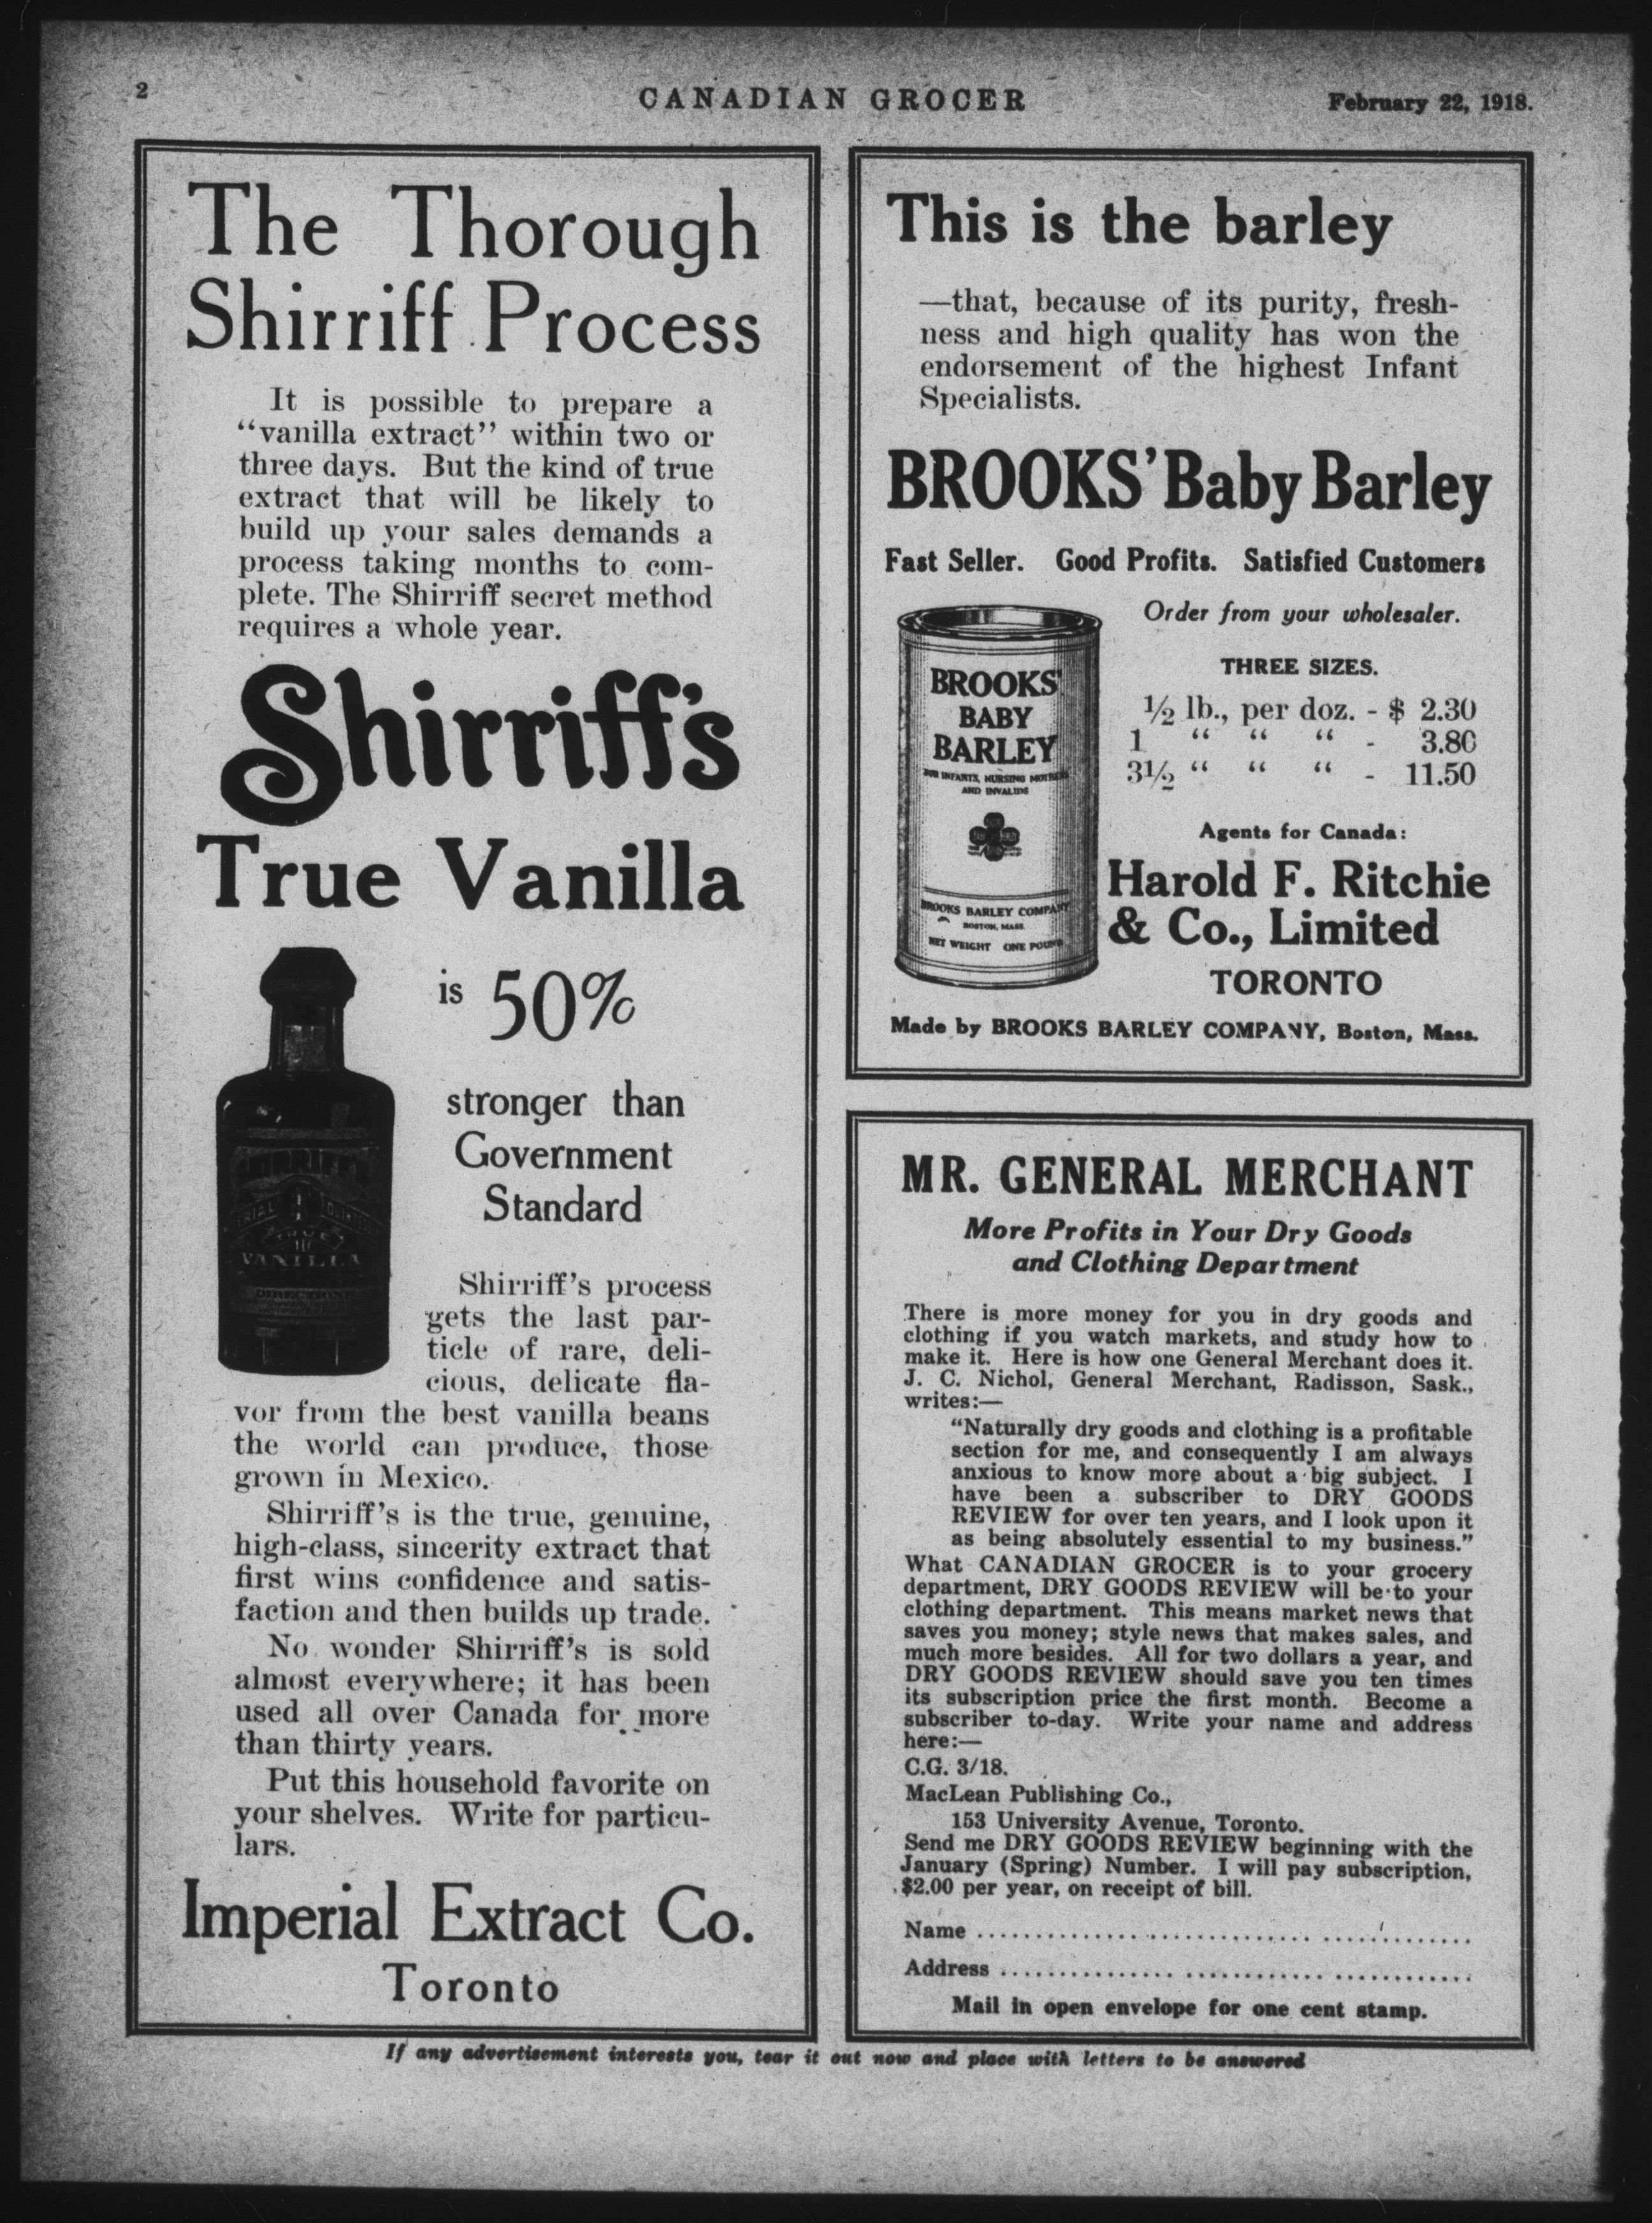 2
CANADIAN GROCER
February 22, 1918.
The Thorough
Shirriff Process
It is possible to prepare a
“vanilla extract” within two or
three days. But the kind of true
extract that will be likely to
build up your sales demands a
process taking months to com-
plete. The Shirriff secret method
requires a whole year.
Shirriff's
True Vanilla
is 50%
stronger than
Government
Standard
SHIRRIFF'S
TRUE
VANILLA
DIRECTIONS
Shirriff's process
gets the last par-
ticle of rare, deli-
cious, delicate fla-
vor from the best vanilla beans
the world can produce, those
grown in Mexico.
Shirriff's is the true, genuine,
high-class, sincerity extract that
first wins confidence and satis-
faction and then builds up trade.
No wonder Shirriff's is sold
almost everywhere; it has been
used all over Canada for more
than thirty years.
Put this household favorite on
your shelves. Write for particu-
lars.
Imperial Extract Co.
Toronto
This is the barley
—that, because of its purity, fresh-
ness and high quality has won the
endorsement of the highest Infant
Specialists.
BROOKS' Baby Barley
Fast Seller. Good Profits. Satisfied Customers
BROOKS'
BABY
BARLEY
FOR INFANTS, NURSING MOTHERS
AND INVALIDS
BROOKS BARLEY COMPANY
BOSTON, MASS.
NET WEIGHT ONE POUND
Order from your wholesaler.
THREE SIZES.
½ lb., per doz. - $ 2.30
1 “ “ “ - 3.80
3½ “ “ “ - 11.50
Agents for Canada:
Harold F. Ritchie
& Co., Limited
TORONTO
Made by BROOKS BARLEY COMPANY, Boston, Mass.
MR. GENERAL MERCHANT
More Profits in Your Dry Goods
and Clothing Department
There is more money for you in dry goods and
clothing if you watch markets, and study how to
make it. Here is how one General Merchant does it.
J. C. Nichol, General Merchant, Radisson, Sask.,
writes:—
“Naturally dry goods and clothing is a profitable
section for me, and consequently I am always
anxious to know more about a big subject. I
have been a subscriber to DRY GOODS
REVIEW for over ten years, and I look upon it
as being absolutely essential to my business.”
What CANADIAN GROCER is to your grocery
department, DRY GOODS REVIEW will be to your
clothing department. This means market news that
saves you money; style news that makes sales, and
much more besides. All for two dollars a year, and
DRY GOODS REVIEW should save you ten times
its subscription price the first month. Become a
subscriber to-day. Write your name and address
here:—
C.G. 3/18.
MacLean Publishing Co.,
153 University Avenue, Toronto.
Send me DRY GOODS REVIEW beginning with the
January (Spring) Number. I will pay subscription,
$2.00 per year, on receipt of bill.
Name ........................................
Address ......................................
Mail in open envelope for one cent stamp.
If any advertisement interests you, tear it out now and place with letters to be answered